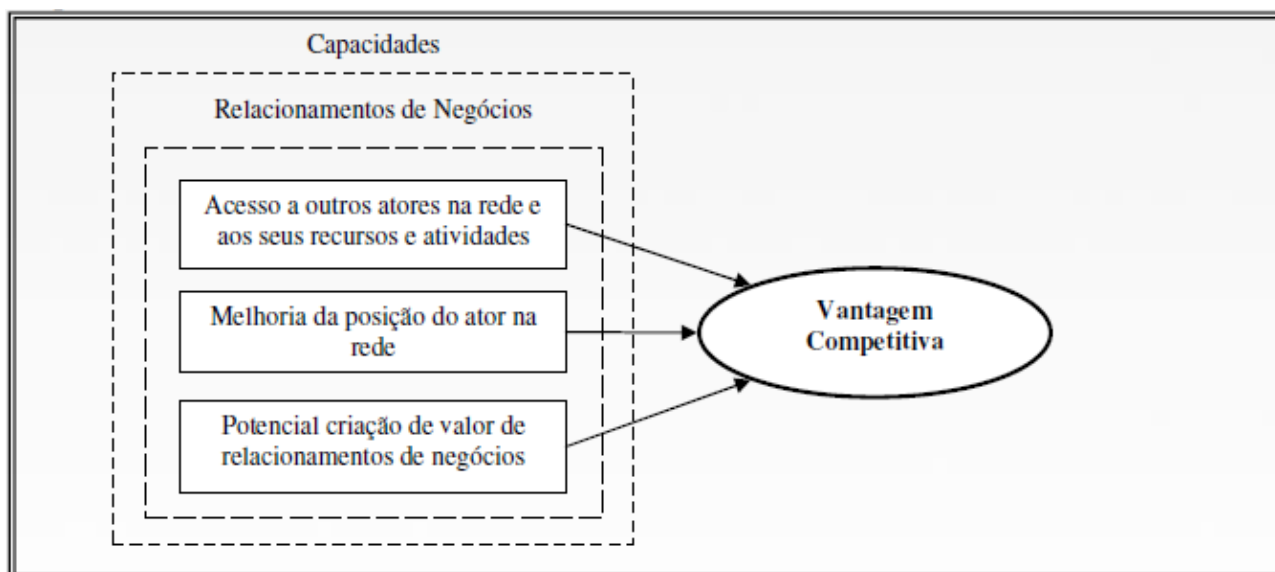 Capacidades
Relacionamentos de Negócios
Acesso a outros atores na rede e
aos seus recursos e atividades
Melhoria da posição do ator na
rede
Potencial criação de valor de
relacionamentos de negócios
Vantagem
Competitiva